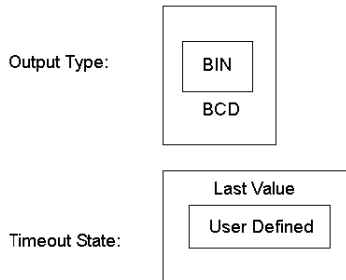 Output Type:
BIN
BCD
Last Value
User Defined
Timeout State: